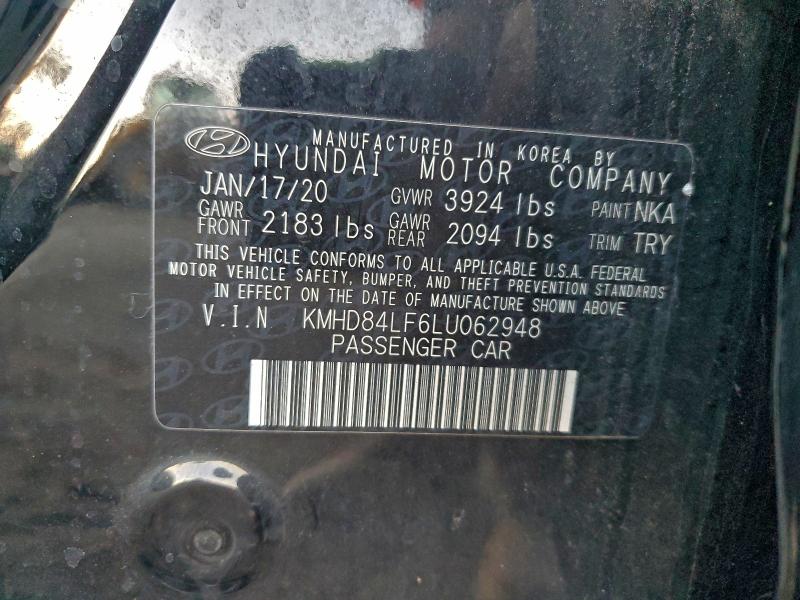 MANUFACTURED IN KOREA BY
HYUNDAI MOTOR COMPANY
JAN/17/20 GVWR 3924 lbs PAINT NKA
GAWR FRONT 2183 lbs GAWR REAR 2094 lbs TRIM TRY
THIS VEHICLE CONFORMS TO ALL APPLICABLE U.S.A. FEDERAL
MOTOR VEHICLE SAFETY, BUMPER, AND THEFT PREVENTION STANDARDS
IN EFFECT ON THE DATE OF MANUFACTURE SHOWN ABOVE
V.I.N KMHD84LF6LU062948
PASSENGER CAR